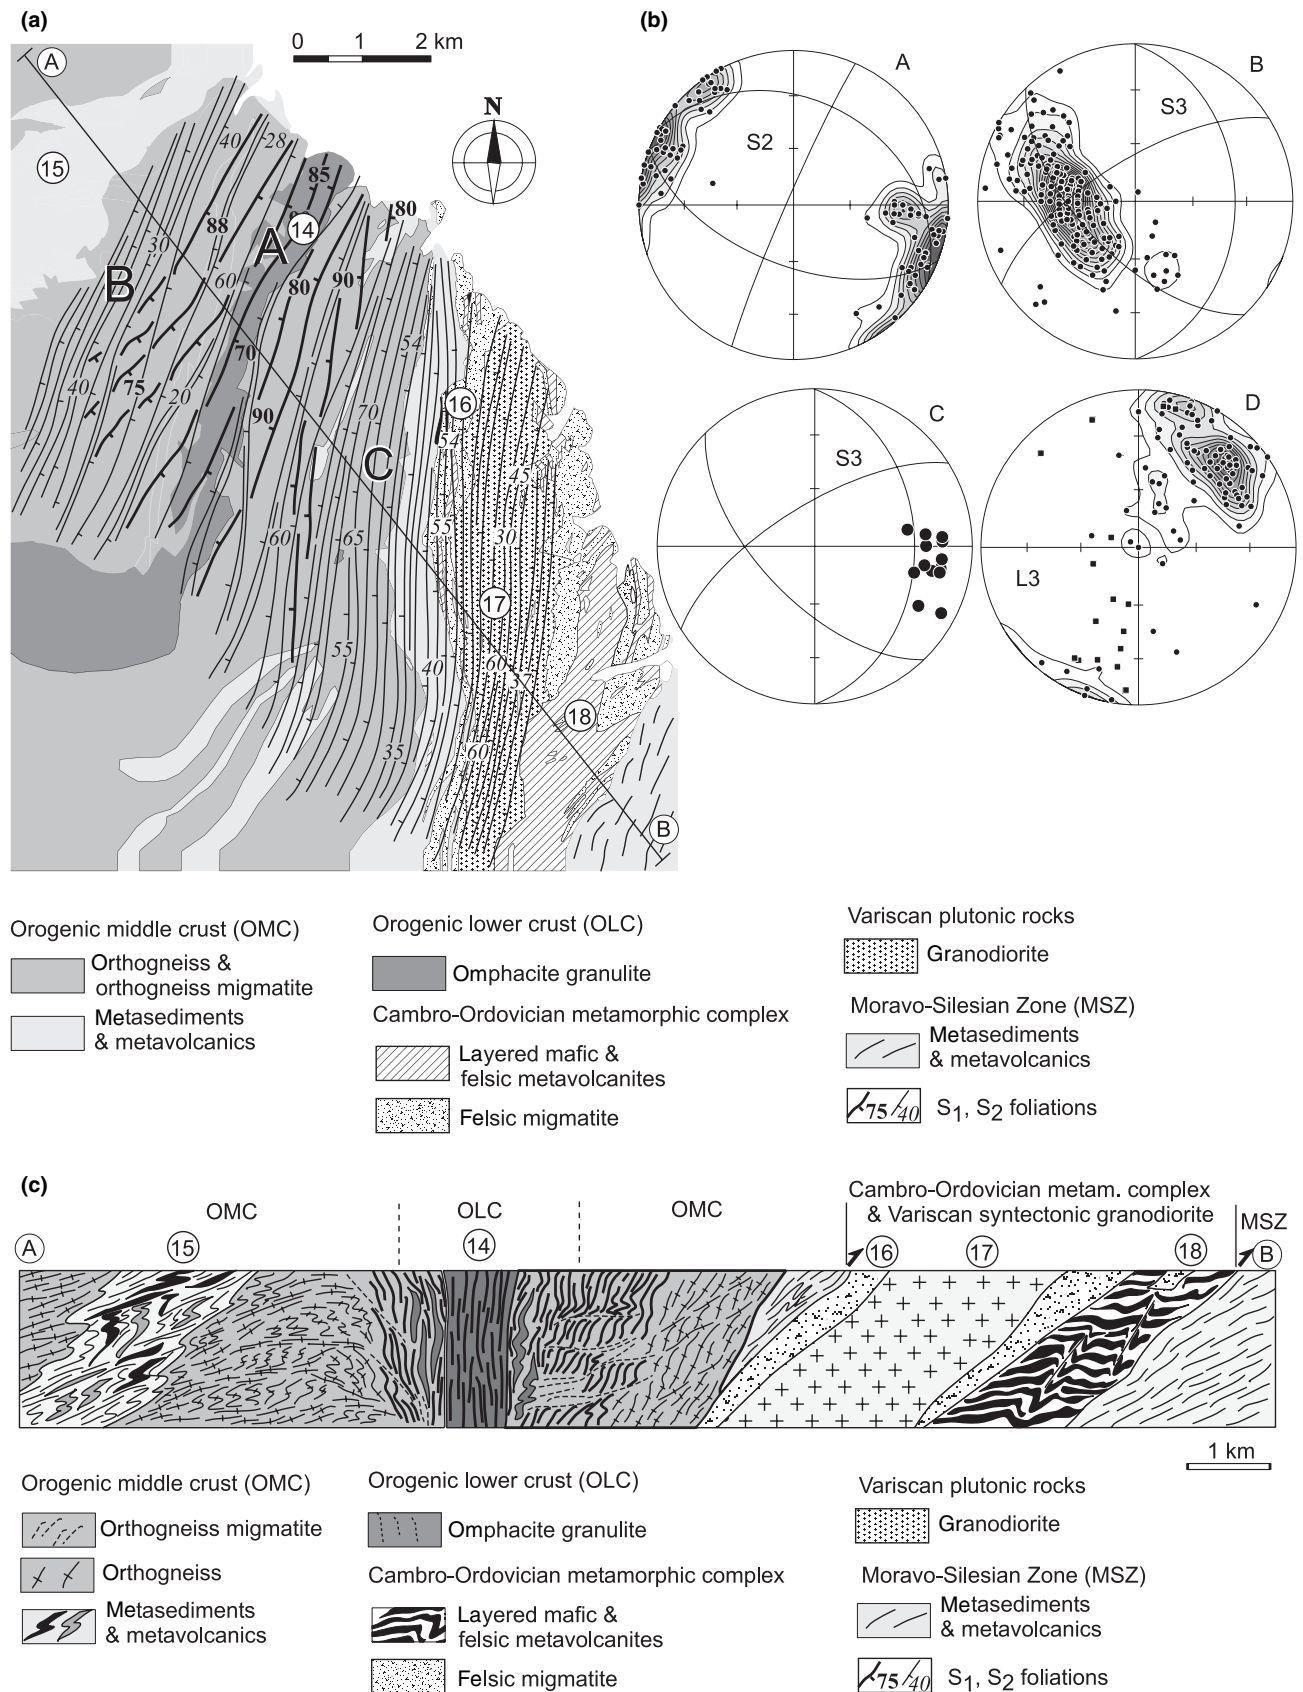 (a)
0 1 2 km
A
N
15
40
28
85
80
14
88
A
30
B
60
80
90
70
54
40
75
20
90
70
16
54
C
45
55
60
65
30
17
55
40
60
37
18
35
60
B
(b)
A
S2
B
S3
C
S3
D
L3
Orogenic middle crust (OMC)
Orthogneiss &
orthogneiss migmatite
Metasediments
& metavolcanics
Orogenic lower crust (OLC)
Omphacite granulite
Cambro-Ordovician metamorphic complex
Layered mafic &
felsic metavolcanites
Felsic migmatite
Variscan plutonic rocks
Granodiorite
Moravo-Silesian Zone (MSZ)
Metasediments
& metavolcanics
75 40 S1, S2 foliations
(c)
OMC OLC OMC
Cambro-Ordovician metam. complex
& Variscan syntectonic granodiorite
MSZ
A 15 14 16 17 18 B
1 km
Orogenic middle crust (OMC)
Orthogneiss migmatite
Orthogneiss
Metasediments
& metavolcanics
Orogenic lower crust (OLC)
Omphacite granulite
Cambro-Ordovician metamorphic complex
Layered mafic &
felsic metavolcanites
Felsic migmatite
Variscan plutonic rocks
Granodiorite
Moravo-Silesian Zone (MSZ)
Metasediments
& metavolcanics
75 40 S1, S2 foliations